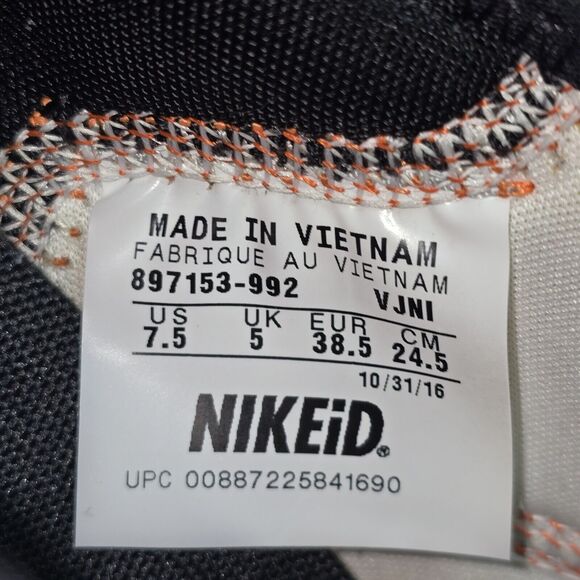 MADE IN VIETNAM
FABRIQUE AU VIETNAM
897153-992 VJNI
US UK EUR CM
7.5 5 38.5 24.5
10/31/16
NIKEiD®
UPC 00887225841690